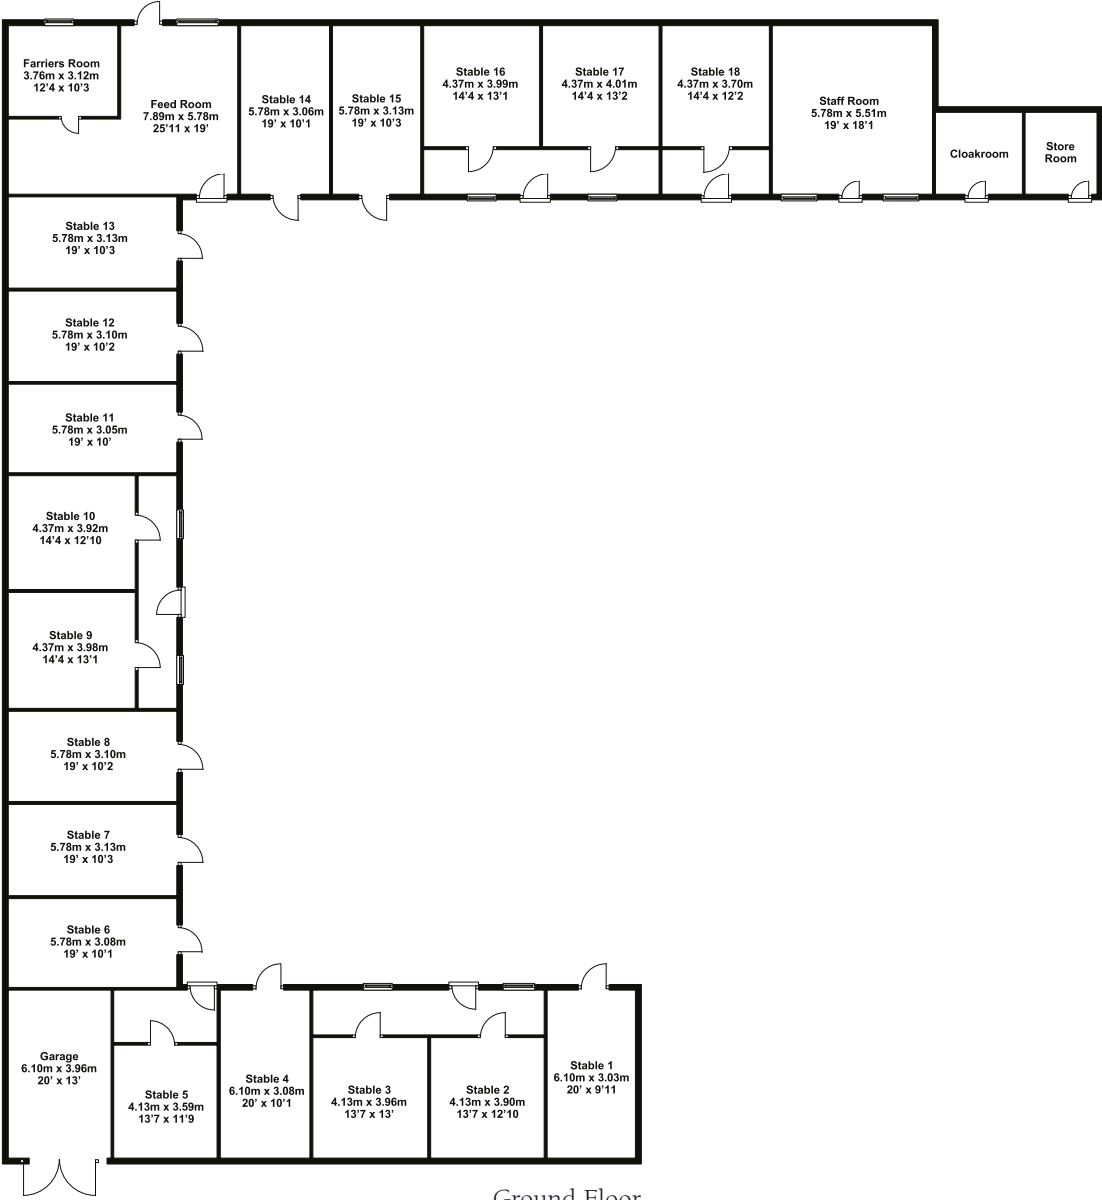 Farriers Room
3.76m x 3.12m
12'4 x 10'3
Feed Room
7.89m x 5.78m
25'11 x 19'
Stable 14
5.78m x 3.06m
19' x 10'1
Stable 15
5.78m x 3.13m
19' x 10'3
Stable 16
4.37m x 3.99m
14'4 x 13'1
Stable 17
4.37m x 4.01m
14'4 x 13'2
Stable 18
4.37m x 3.70m
14'4 x 12'2
Staff Room
5.78m x 5.51m
19' x 18'1
Cloakroom
Store
Room
Stable 13
5.78m x 3.13m
19' x 10'3
Stable 12
5.78m x 3.10m
19' x 10'2
Stable 11
5.78m x 3.05m
19' x 10'
Stable 10
4.37m x 3.92m
14'4 x 12'10
Stable 9
4.37m x 3.98m
14'4 x 13'1
Stable 8
5.78m x 3.10m
19' x 10'2
Stable 7
5.78m x 3.13m
19' x 10'3
Stable 6
5.78m x 3.08m
19' x 10'1
Garage
6.10m x 3.96m
20' x 13'
Stable 5
4.13m x 3.59m
13'7 x 11'9
Stable 4
6.10m x 3.08m
20' x 10'1
Stable 3
4.13m x 3.96m
13'7 x 13'
Stable 2
4.13m x 3.90m
13'7 x 12'10
Stable 1
6.10m x 3.03m
20' x 9'11
Ground Floor